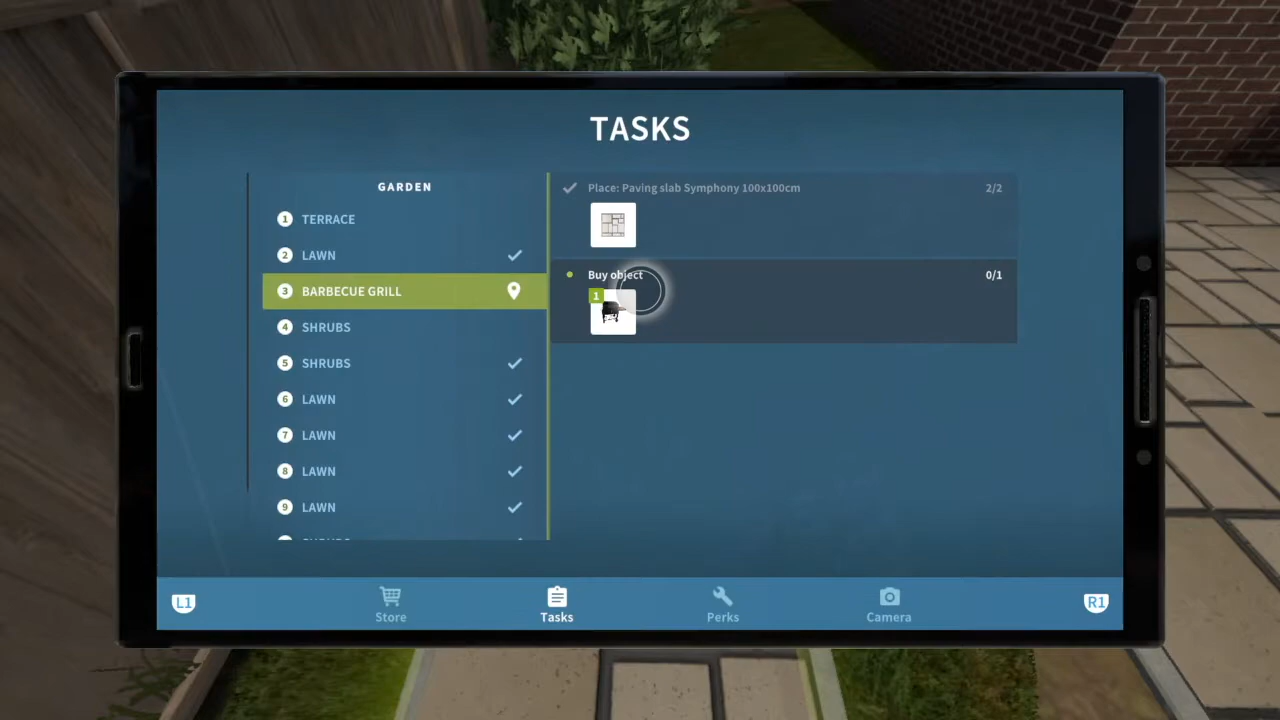 TASKS
GARDEN
1 TERRACE
2 LAWN
3 BARBECUE GRILL
4 SHRUBS
5 SHRUBS
6 LAWN
7 LAWN
8 LAWN
9 LAWN
Place: Paving slab Symphony 100x100cm 2/2
Buy object 0/1
1
L1
Store
Tasks
Perks
Camera
R1